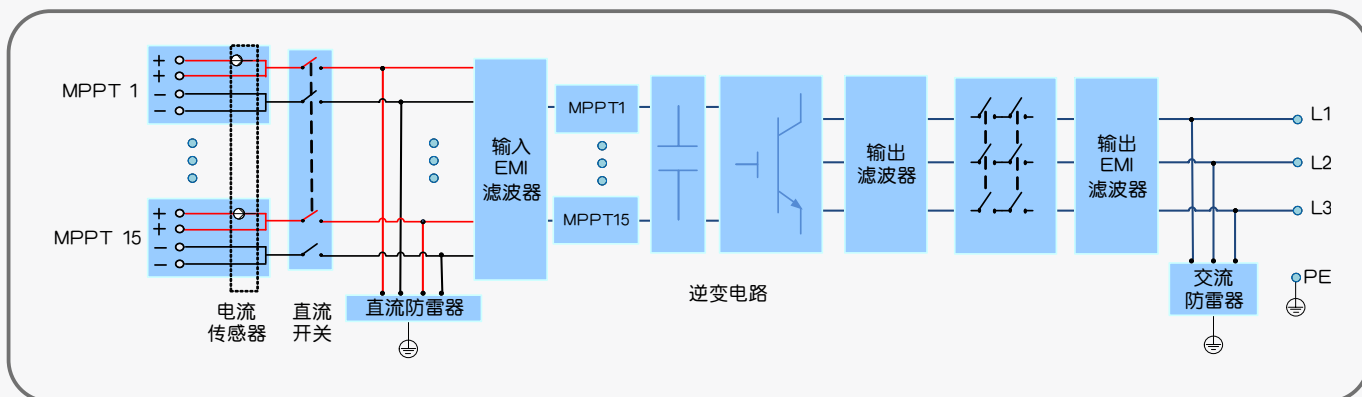 MPPT 1
+
+
−
−
MPPT 15
+
+
−
−
电流
传感器
直流
开关
直流防雷器
输入
EMI
滤波器
MPPT1
MPPT15
逆变电路
输出
滤波器
输出
EMI
滤波器
交流
防雷器
L1
L2
L3
PE